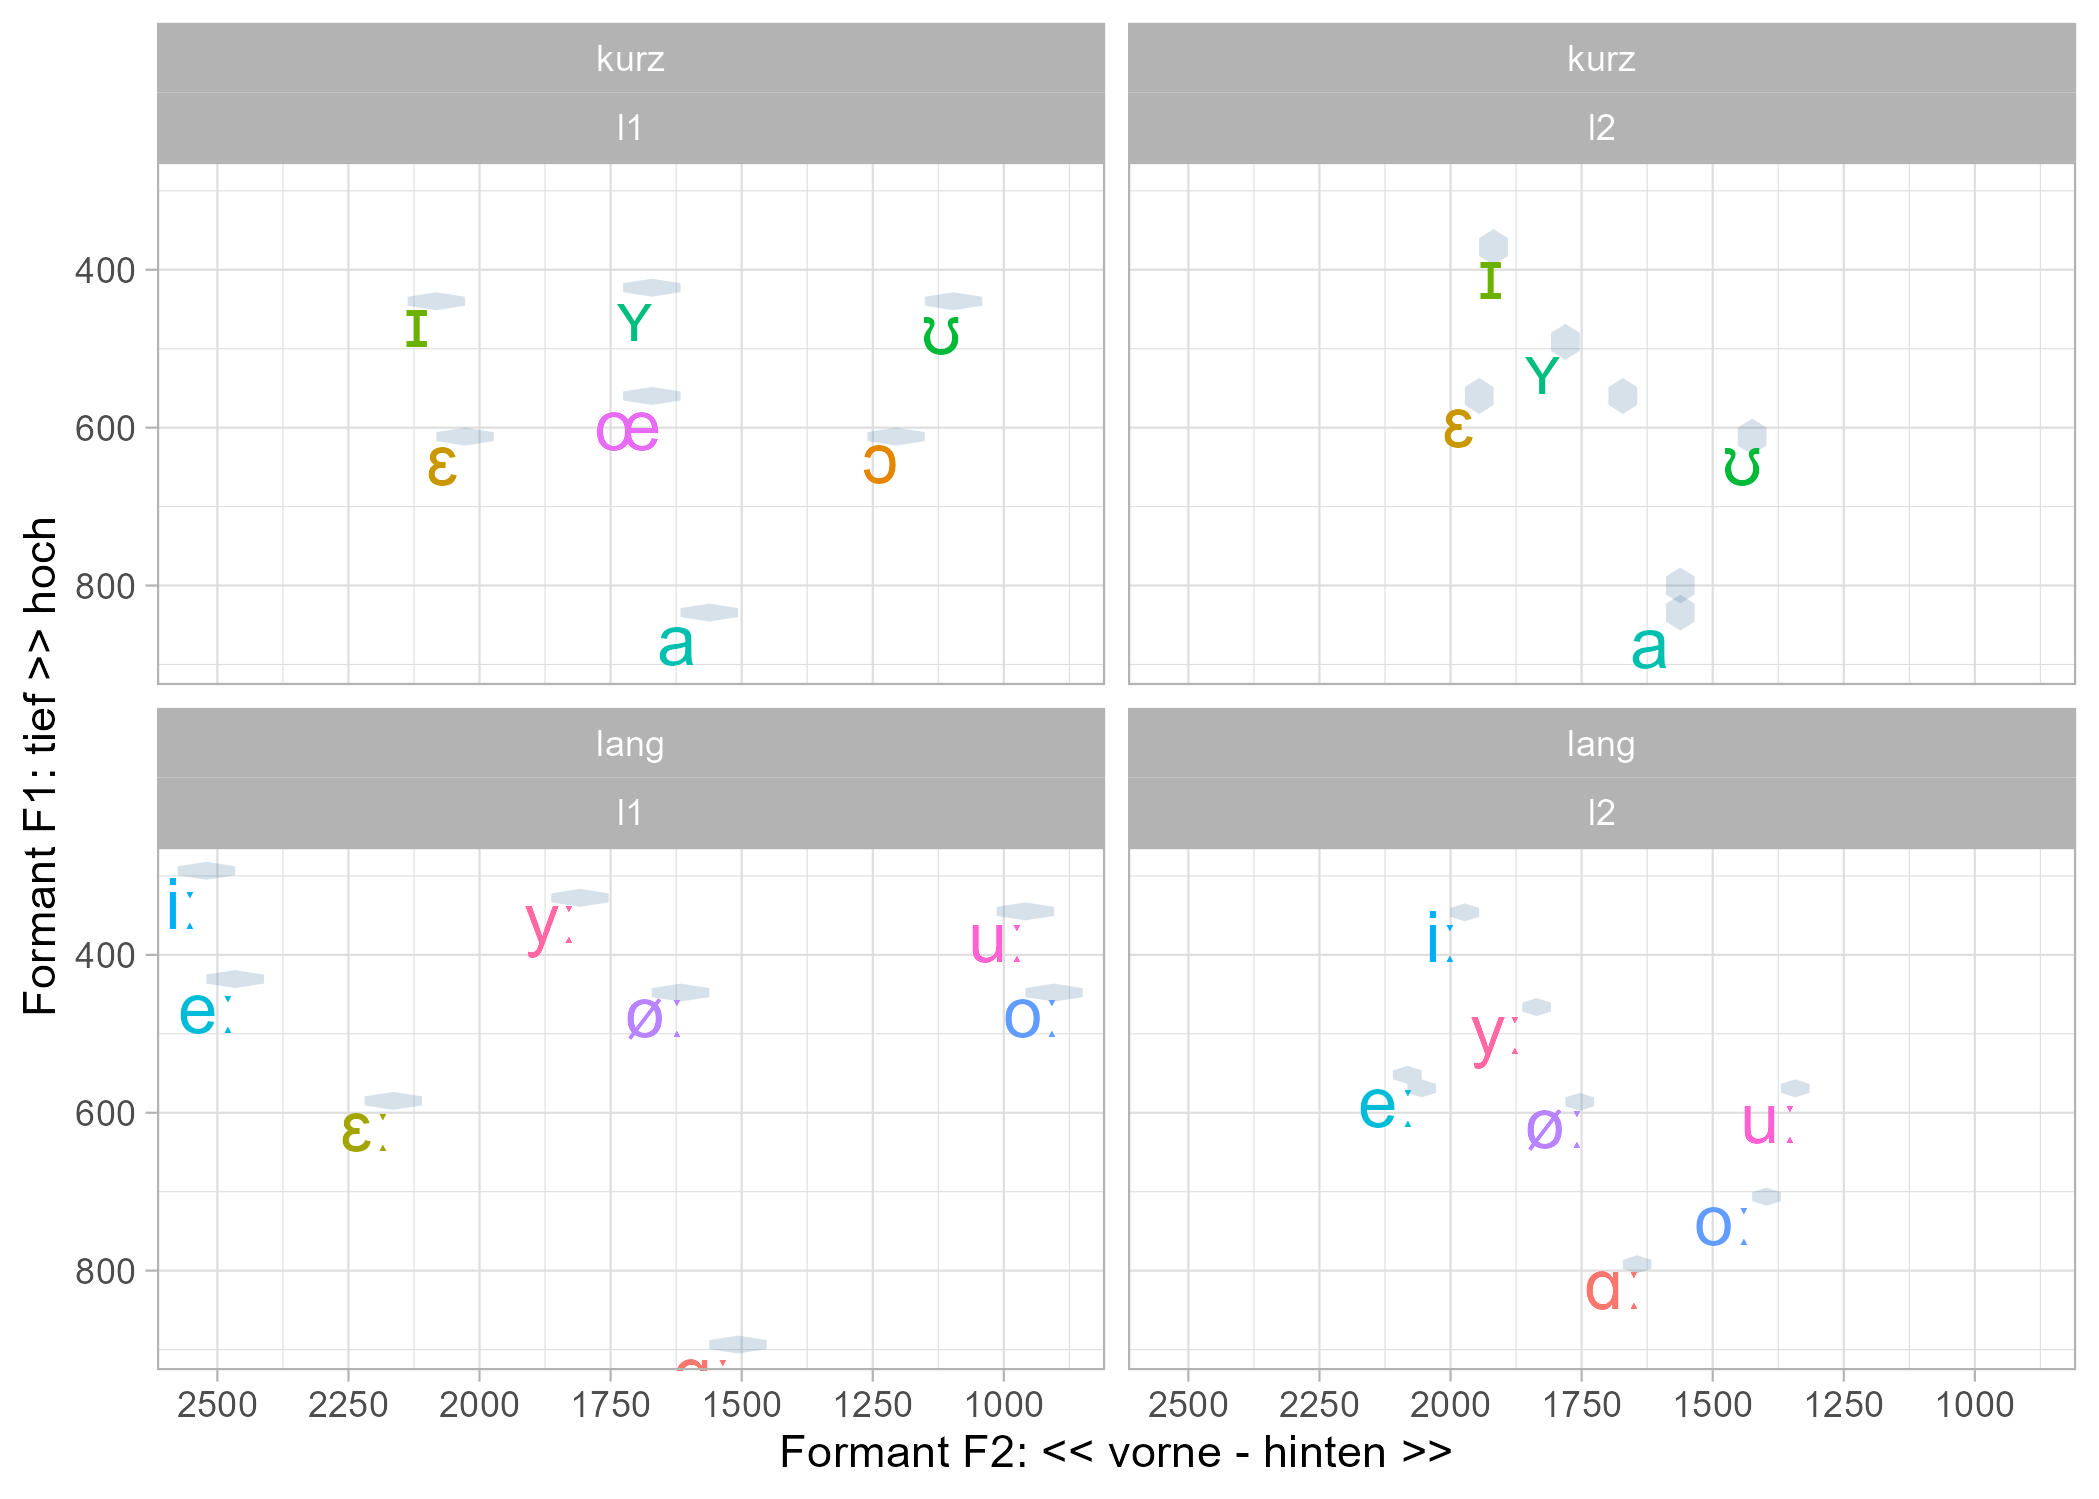 kurz
kurz
l1
l2
400
600
800
ɪ
ʏ
ʊ
ɛ
œ
ɔ
a
ɪ
ʏ
ɛ
ʊ
a
lang
lang
l1
l2
400
600
800
iː
yː
uː
eː
øː
oː
ɛː
ɑː
iː
yː
eː
øː
uː
oː
ɑː
2500 2250 2000 1750 1500 1250 1000
2500 2250 2000 1750 1500 1250 1000
Formant F2: << vorne - hinten >>
Formant F1: tief >> hoch